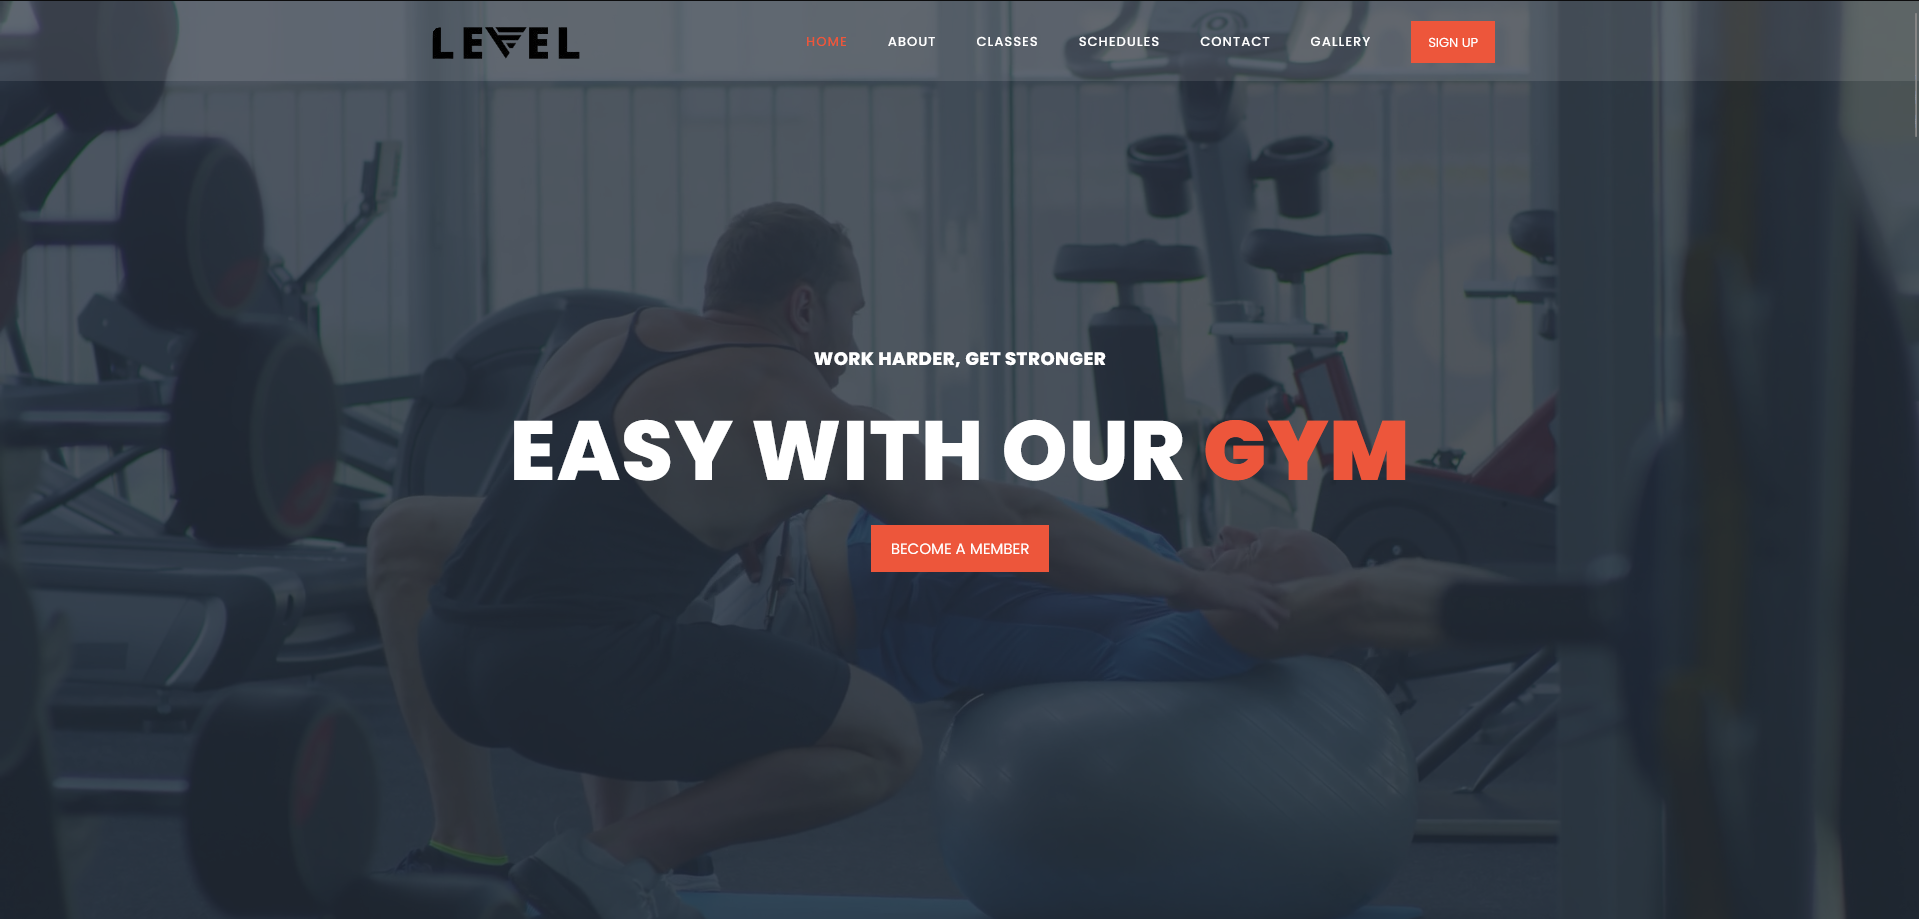 LEVEL
HOME ABOUT CLASSES SCHEDULES CONTACT GALLERY SIGN UP
WORK HARDER, GET STRONGER
EASY WITH OUR GYM
BECOME A MEMBER